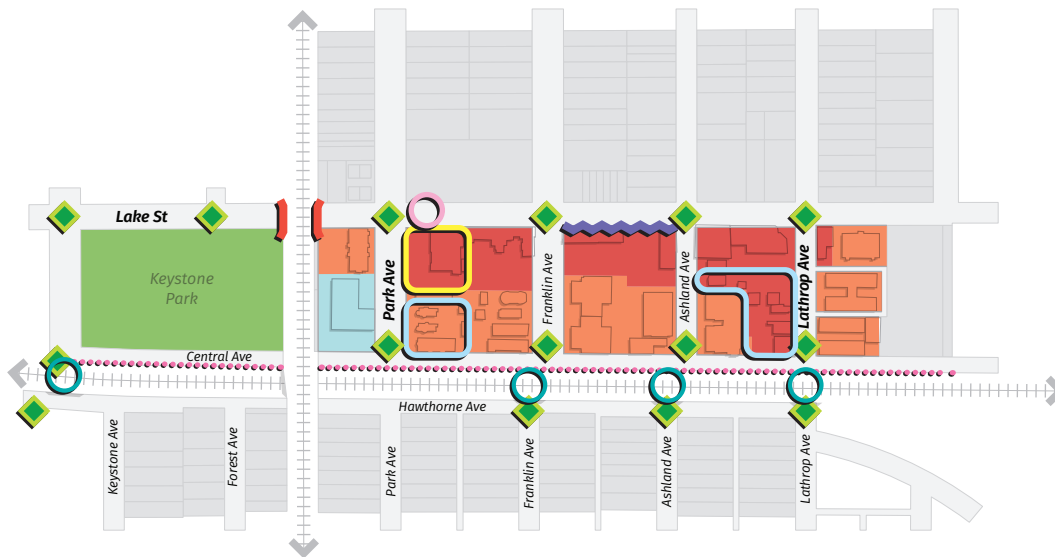 Lake St
Keystone
Park
Park Ave
Franklin Ave
Ashland Ave
Lathrop Ave
Central Ave
Hawthorne Ave
Keystone Ave
Forest Ave
Park Ave
Franklin Ave
Ashland Ave
Lathrop Ave